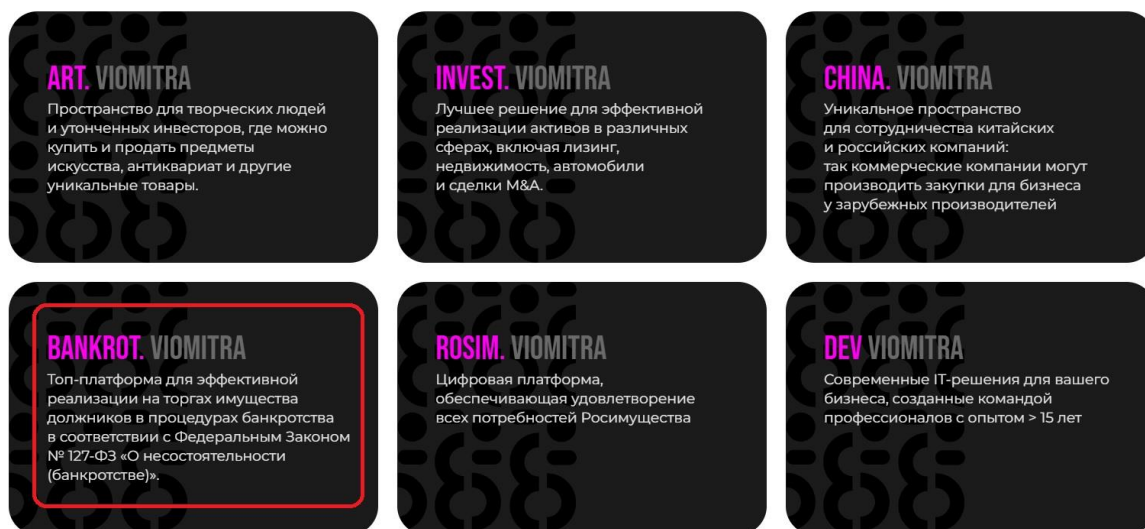 ART. VIOMITRA
Пространство для творческих людей
и утонченных инвесторов, где можно
купить и продать предметы
искусства, антиквариат и другие
уникальные товары.
INVEST. VIOMITRA
Лучшее решение для эффективной
реализации активов в различных
сферах, включая лизинг,
недвижимость, автомобили
и сделки M&A.
CHINA. VIOMITRA
Уникальное пространство
для сотрудничества китайских
и российских компаний:
так коммерческие компании могут
производить закупки для бизнеса
у зарубежных производителей
BANKROT. VIOMITRA
Топ-платформа для эффективной
реализации на торгах имущества
должников в процедурах банкротства
в соответствии с Федеральным Законом
№ 127-ФЗ «О несостоятельности
(банкротстве)».
ROSIM. VIOMITRA
Цифровая платформа,
обеспечивающая удовлетворение
всех потребностей Росимущества
DEV VIOMITRA
Современные IT-решения для вашего
бизнеса, созданные командой
профессионалов с опытом > 15 лет